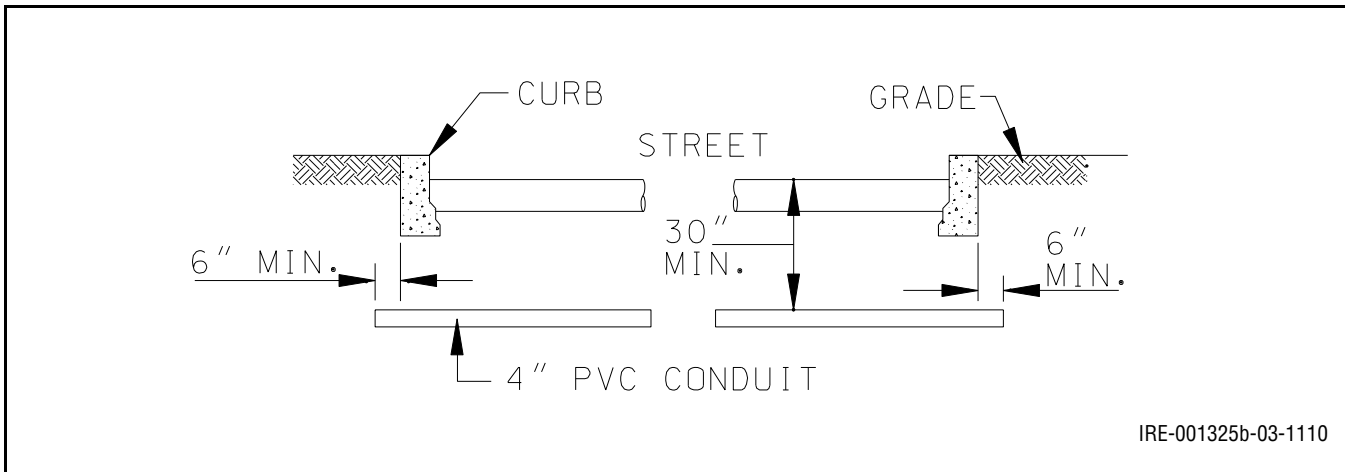 CURB
GRADE
STREET
30"
MIN.
6" MIN.
6"
MIN.
4" PVC CONDUIT
IRE-001325b-03-1110